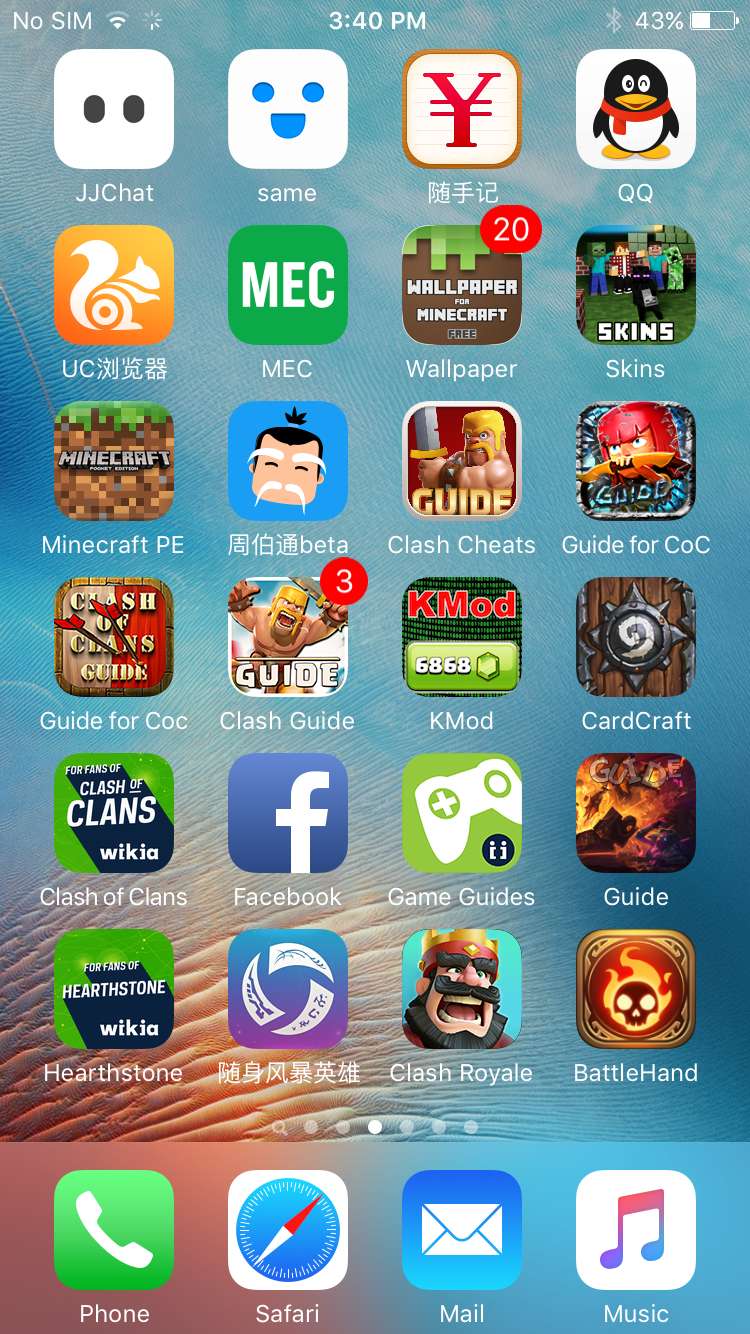 No SIM 3:40 PM 43%
JJChat same 随手记 QQ
20
MEC
WALLPAPER
FOR
MINECRAFT
FREE
SKINS
UC浏览器 MEC Wallpaper Skins
MINECRAFT
POCKET EDITION
GUIDE
GUIDE
Minecraft PE 周伯通beta Clash Cheats Guide for CoC
3
CLASH
OF
CLANS
GUIDE
GUIDE
KMod
6868
Guide for Coc Clash Guide KMod CardCraft
FOR FANS OF
CLASH OF
CLANS
wikia
f
GUIDE
Clash of Clans Facebook Game Guides Guide
FOR FANS OF
HEARTHSTONE
wikia
Hearthstone 随身风暴英雄 Clash Royale BattleHand
Phone Safari Mail Music